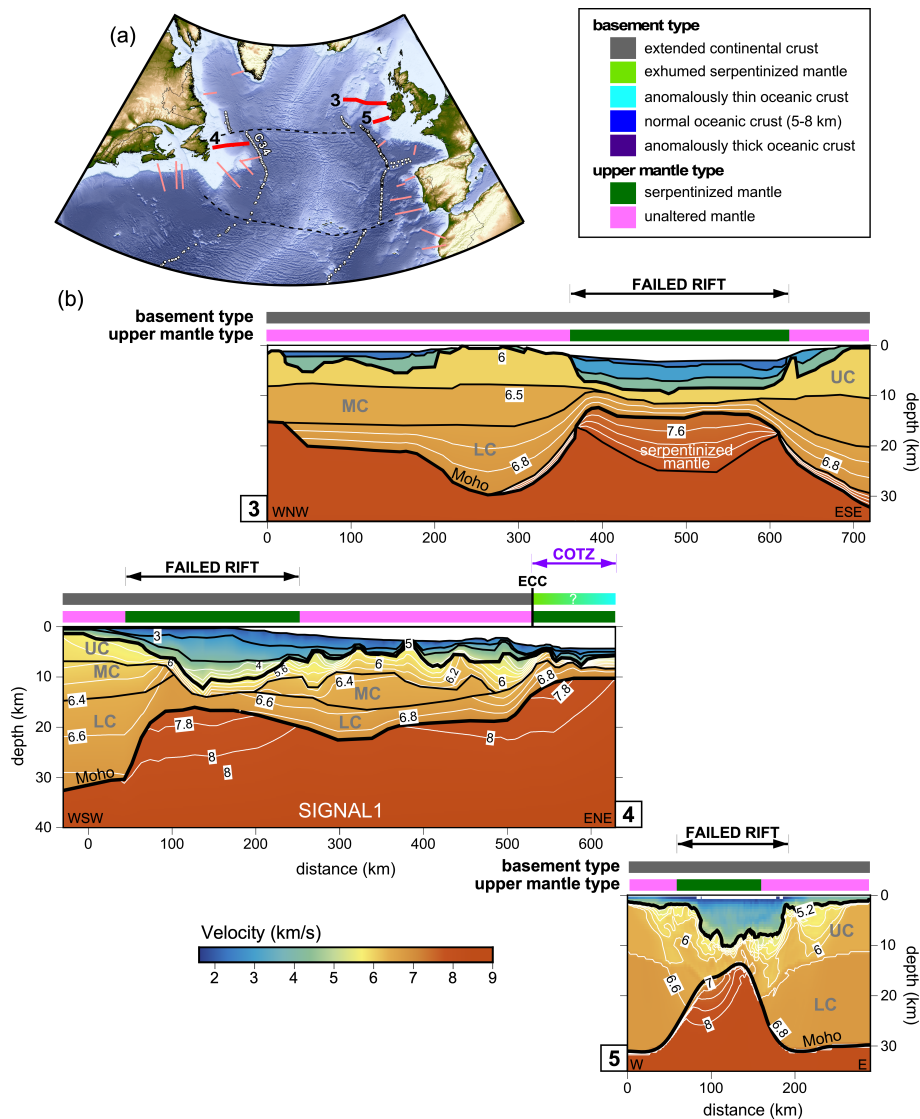 (a)
3
5
4
C34
basement type
extended continental crust
exhumed serpentinized mantle
anomalously thin oceanic crust
normal oceanic crust (5-8 km)
anomalously thick oceanic crust
upper mantle type
serpentinized mantle
unaltered mantle
(b)
FAILED RIFT
basement type
upper mantle type
6
UC
6.5
MC
7.6
LC
6.8
serpentinized
mantle
6.8
Moho
3
WNW
ESE
0
10
20
30
depth (km)
0 100 200 300 400 500 600 700
FAILED RIFT
COTZ
ECC
?
UC
3
5
MC
6
4
5.6
6
6.2
6.8
6.4
MC
6
7.8
6.4
6.6
LC
LC
6.8
6.6
7.8
8
8
8
Moho
SIGNAL1
WSW
ENE
4
0
10
20
30
40
depth (km)
0 100 200 300 400 500 600
distance (km)
FAILED RIFT
basement type
upper mantle type
5.2
UC
6
6
6.6
7
LC
8
6.8
Moho
5
W
E
0
10
20
30
depth (km)
0 100 200
distance (km)
Velocity (km/s)
2 3 4 5 6 7 8 9